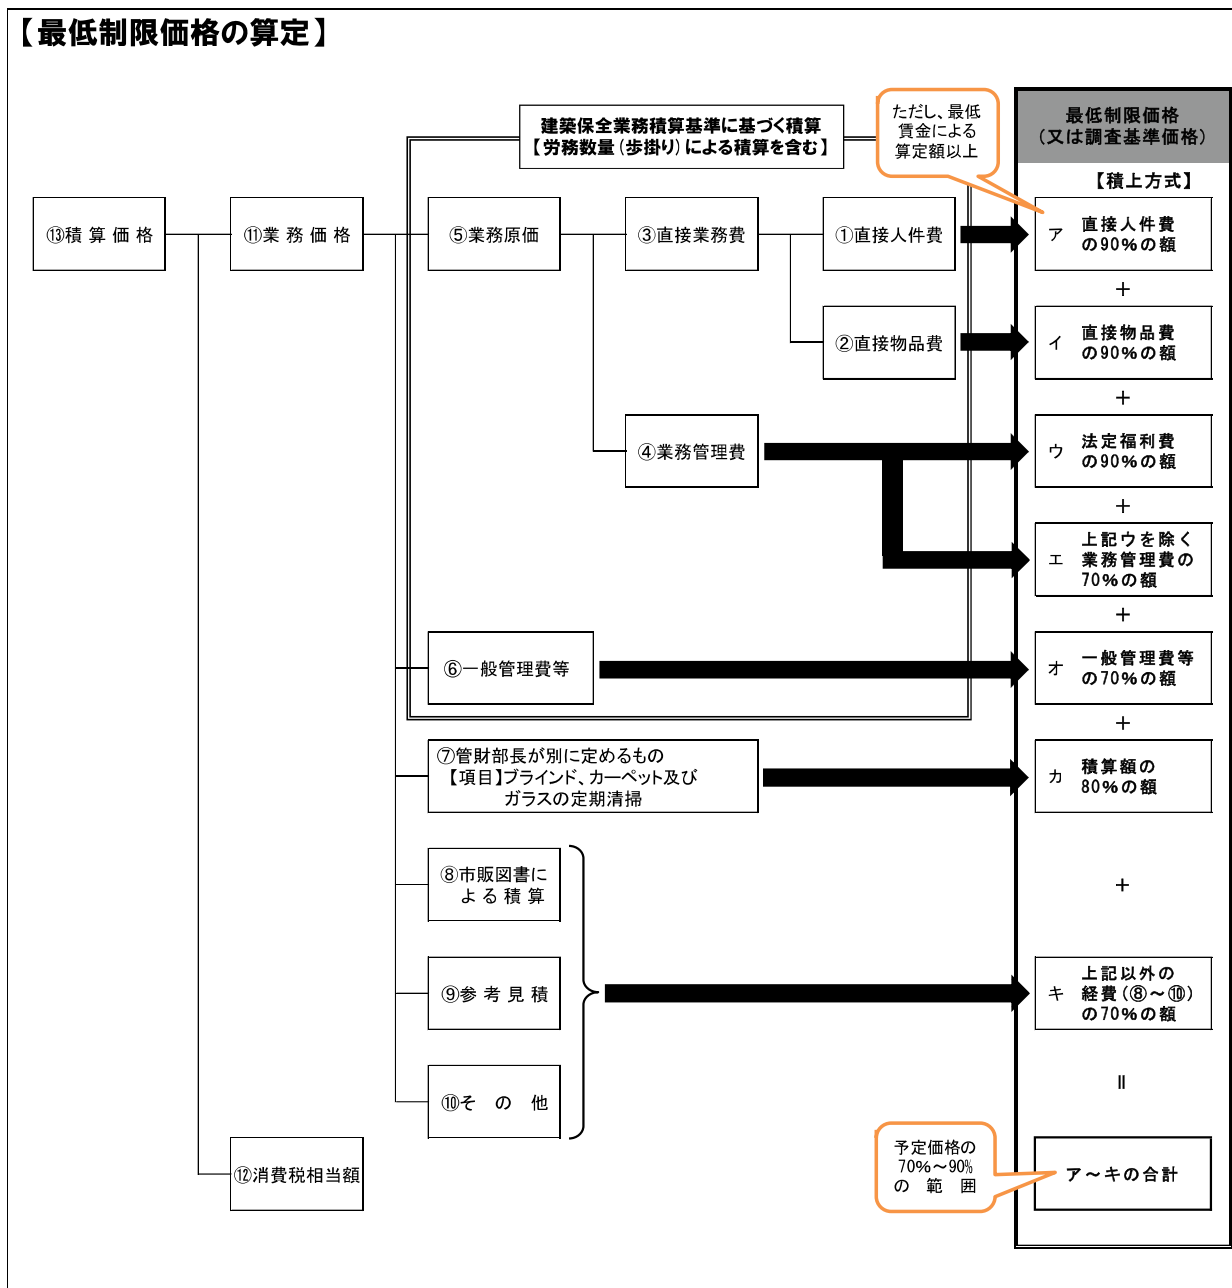 【最低制限価格の算定】
建築保全業務積算基準に基づく積算
【労務数量(歩掛り)による積算を含む】
ただし、最低
賃金による
算定額以上
最低制限価格
(又は調査基準価格)
【積上方式】
⑬積算価格
⑪業務価格
⑤業務原価
③直接業務費
①直接人件費
ア 直接人件費
の90%の額
+
②直接物品費
イ 直接物品費
の90%の額
+
④業務管理費
ウ 法定福利費
の90%の額
+
エ 上記ウを除く
業務管理費の
70%の額
+
⑥一般管理費等
オ 一般管理費等
の70%の額
+
⑦管財部長が別に定めるもの
【項目】ブラインド、カーペット及び
ガラスの定期清掃
カ 積算額の
80%の額
⑧市販図書に
よる積算
+
⑨参考見積
キ 上記以外の
経費(⑧~⑩)
の70%の額
⑩その他
=
⑫消費税相当額
予定価格の
70%~90%
の範囲
ア~キの合計